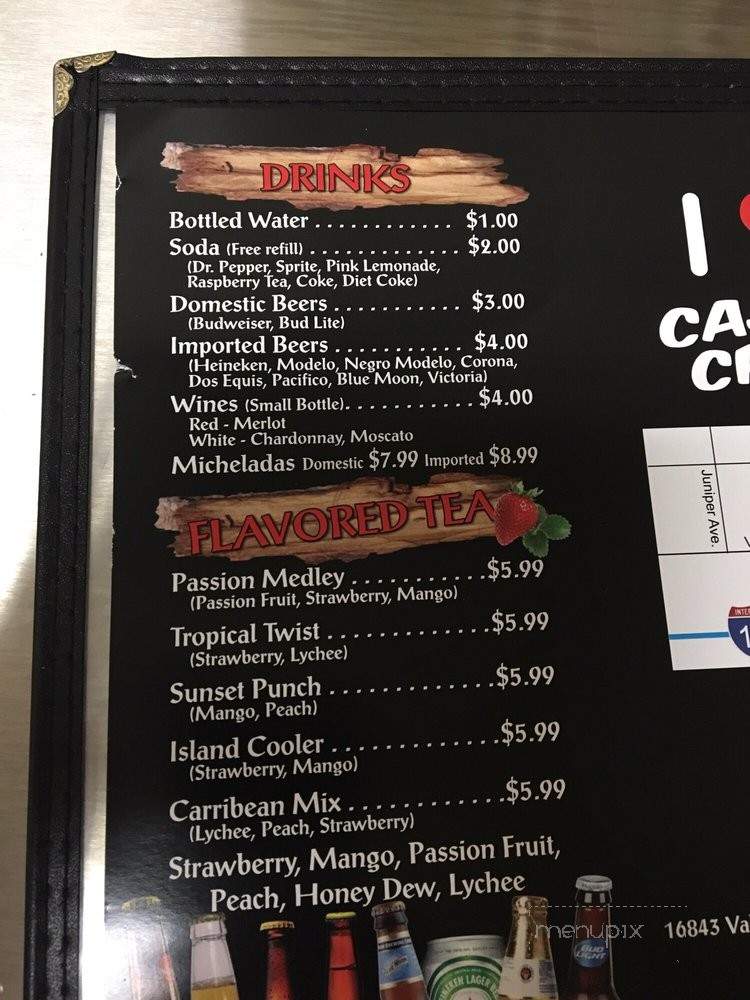 DRINKS
Bottled Water . . . . . . . . . . . . $1.00
Soda (Free refill) . . . . . . . . . . . . . $2.00
(Dr. Pepper, Sprite, Pink Lemonade,
Raspberry Tea, Coke, Diet Coke)
Domestic Beers . . . . . . . . . . . $3.00
(Budweiser, Bud Lite)
Imported Beers . . . . . . . . . . . $4.00
(Heineken, Modelo, Negro Modelo, Corona,
Dos Equis, Pacifico, Blue Moon, Victoria)
Wines (Small Bottle). . . . . . . . . . . . $4.00
Red - Merlot
White - Chardonnay, Moscato
Micheladas Domestic $7.99 Imported $8.99
FLAVORED TEA
Passion Medley . . . . . . . . . . .$5.99
(Passion Fruit, Strawberry, Mango)
Tropical Twist . . . . . . . . . . . . .$5.99
(Strawberry, Lychee)
Sunset Punch . . . . . . . . . . . . .$5.99
(Mango, Peach)
Island Cooler . . . . . . . . . . . . .$5.99
(Strawberry, Mango)
Carribean Mix . . . . . . . . . . . .$5.99
(Lychee, Peach, Strawberry)
Strawberry, Mango, Passion Fruit,
Peach, Honey Dew, Lychee
I
CA
C
Juniper Ave.
16843 Va
menupix
BUD
LIGHT
LAGER